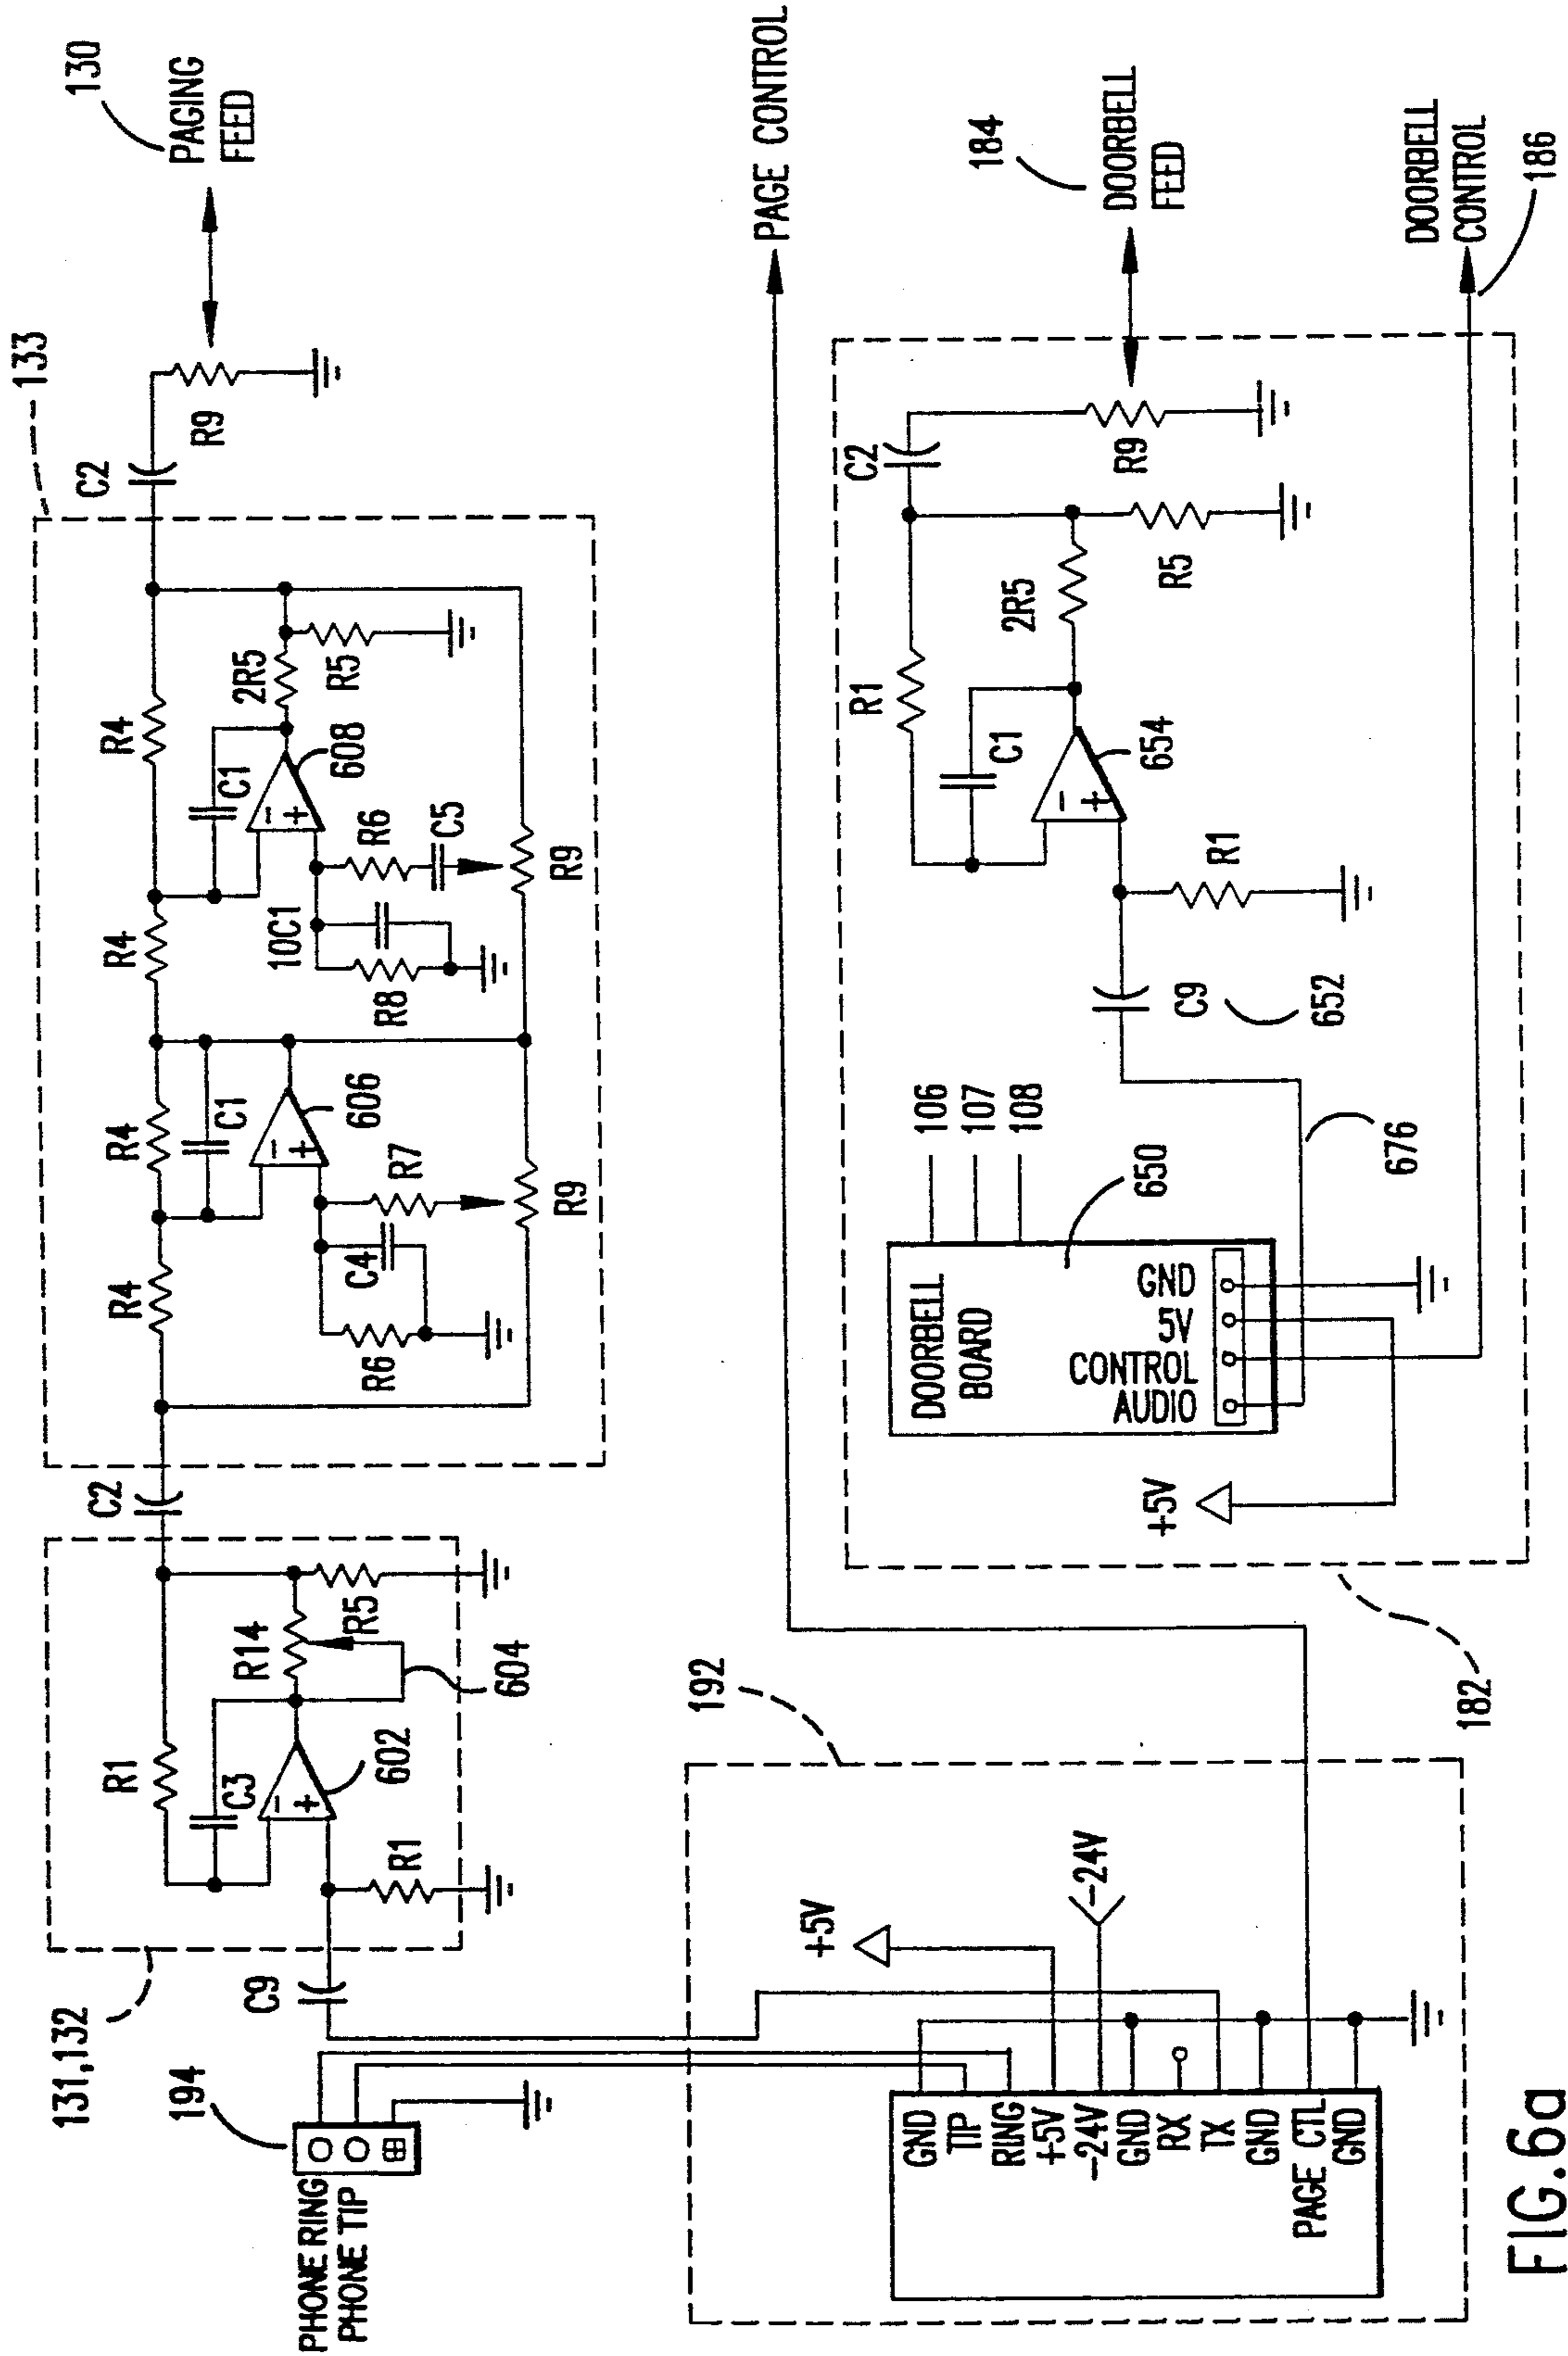 130
PAGING
FEED
133
C2
R9
R4
R4
R4
R4
C1
C1
2R5
R5
608
606
R6
C5
R9
10C1
R8
R7
R9
C4
R6
-
+
-
+
C2
131,132
R1
C3
R14
R5
604
602
-
+
R1
C9
194
PHONE RING
PHONE TIP
192
+5V
-24V
GND
TIP
RING
+5V
-24V
GND
RX
TX
GND
PAGE CTL
GND
PAGE CONTROL
184
DOORBELL
FEED
DOORBELL
CONTROL
186
C2
R9
R5
2R5
R1
C1
654
-
+
R1
C9
652
676
106
107
108
650
DOORBELL
BOARD
GND
5V
CONTROL
AUDIO
+5V
182
FIG.6a